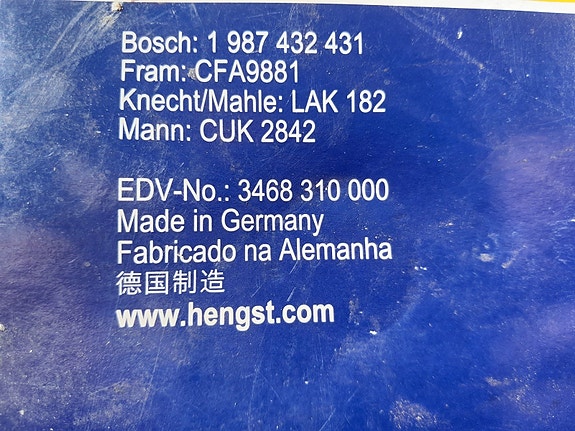 Bosch: 1 987 432 431
Fram: CFA9881
Knecht/Mahle: LAK 182
Mann: CUK 2842
EDV-No.: 3468 310 000
Made in Germany
Fabricado na Alemanha
德国制造
www.hengst.com